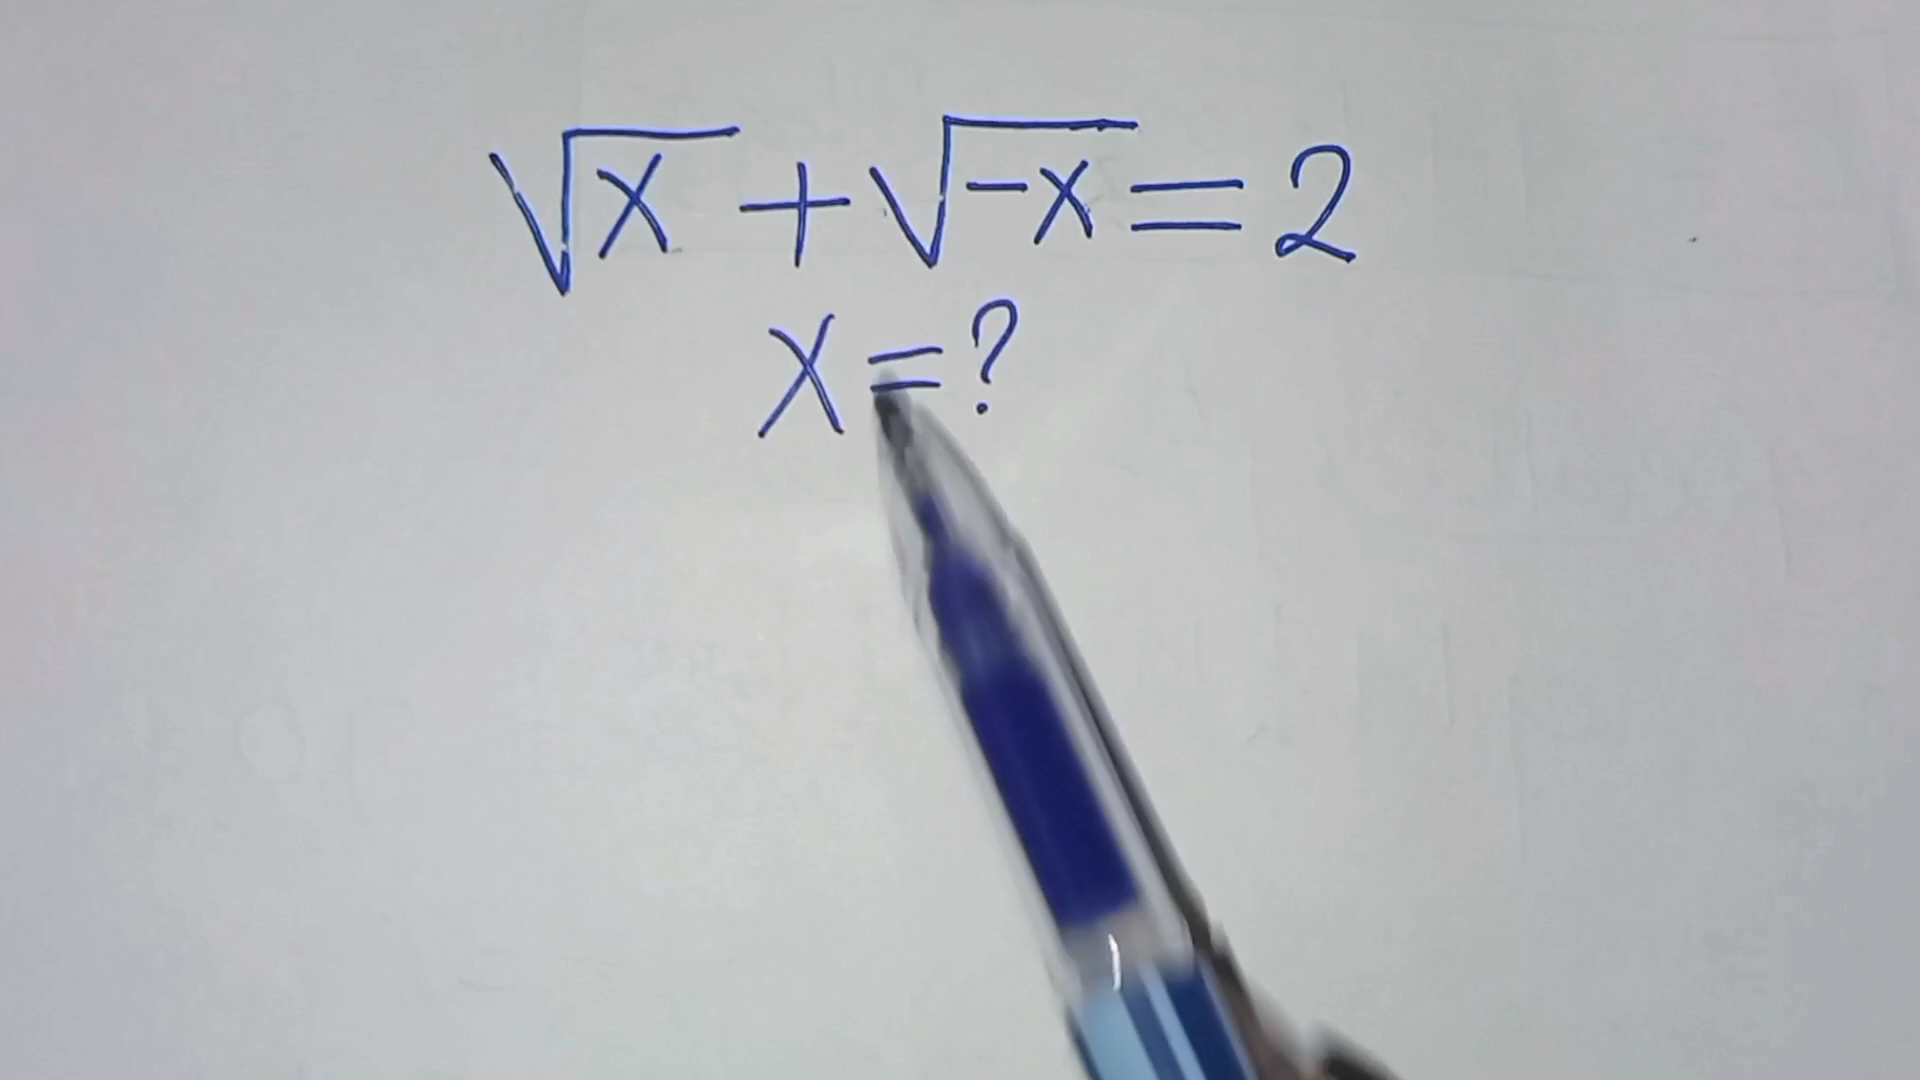 √x + √-x = 2
x = ?